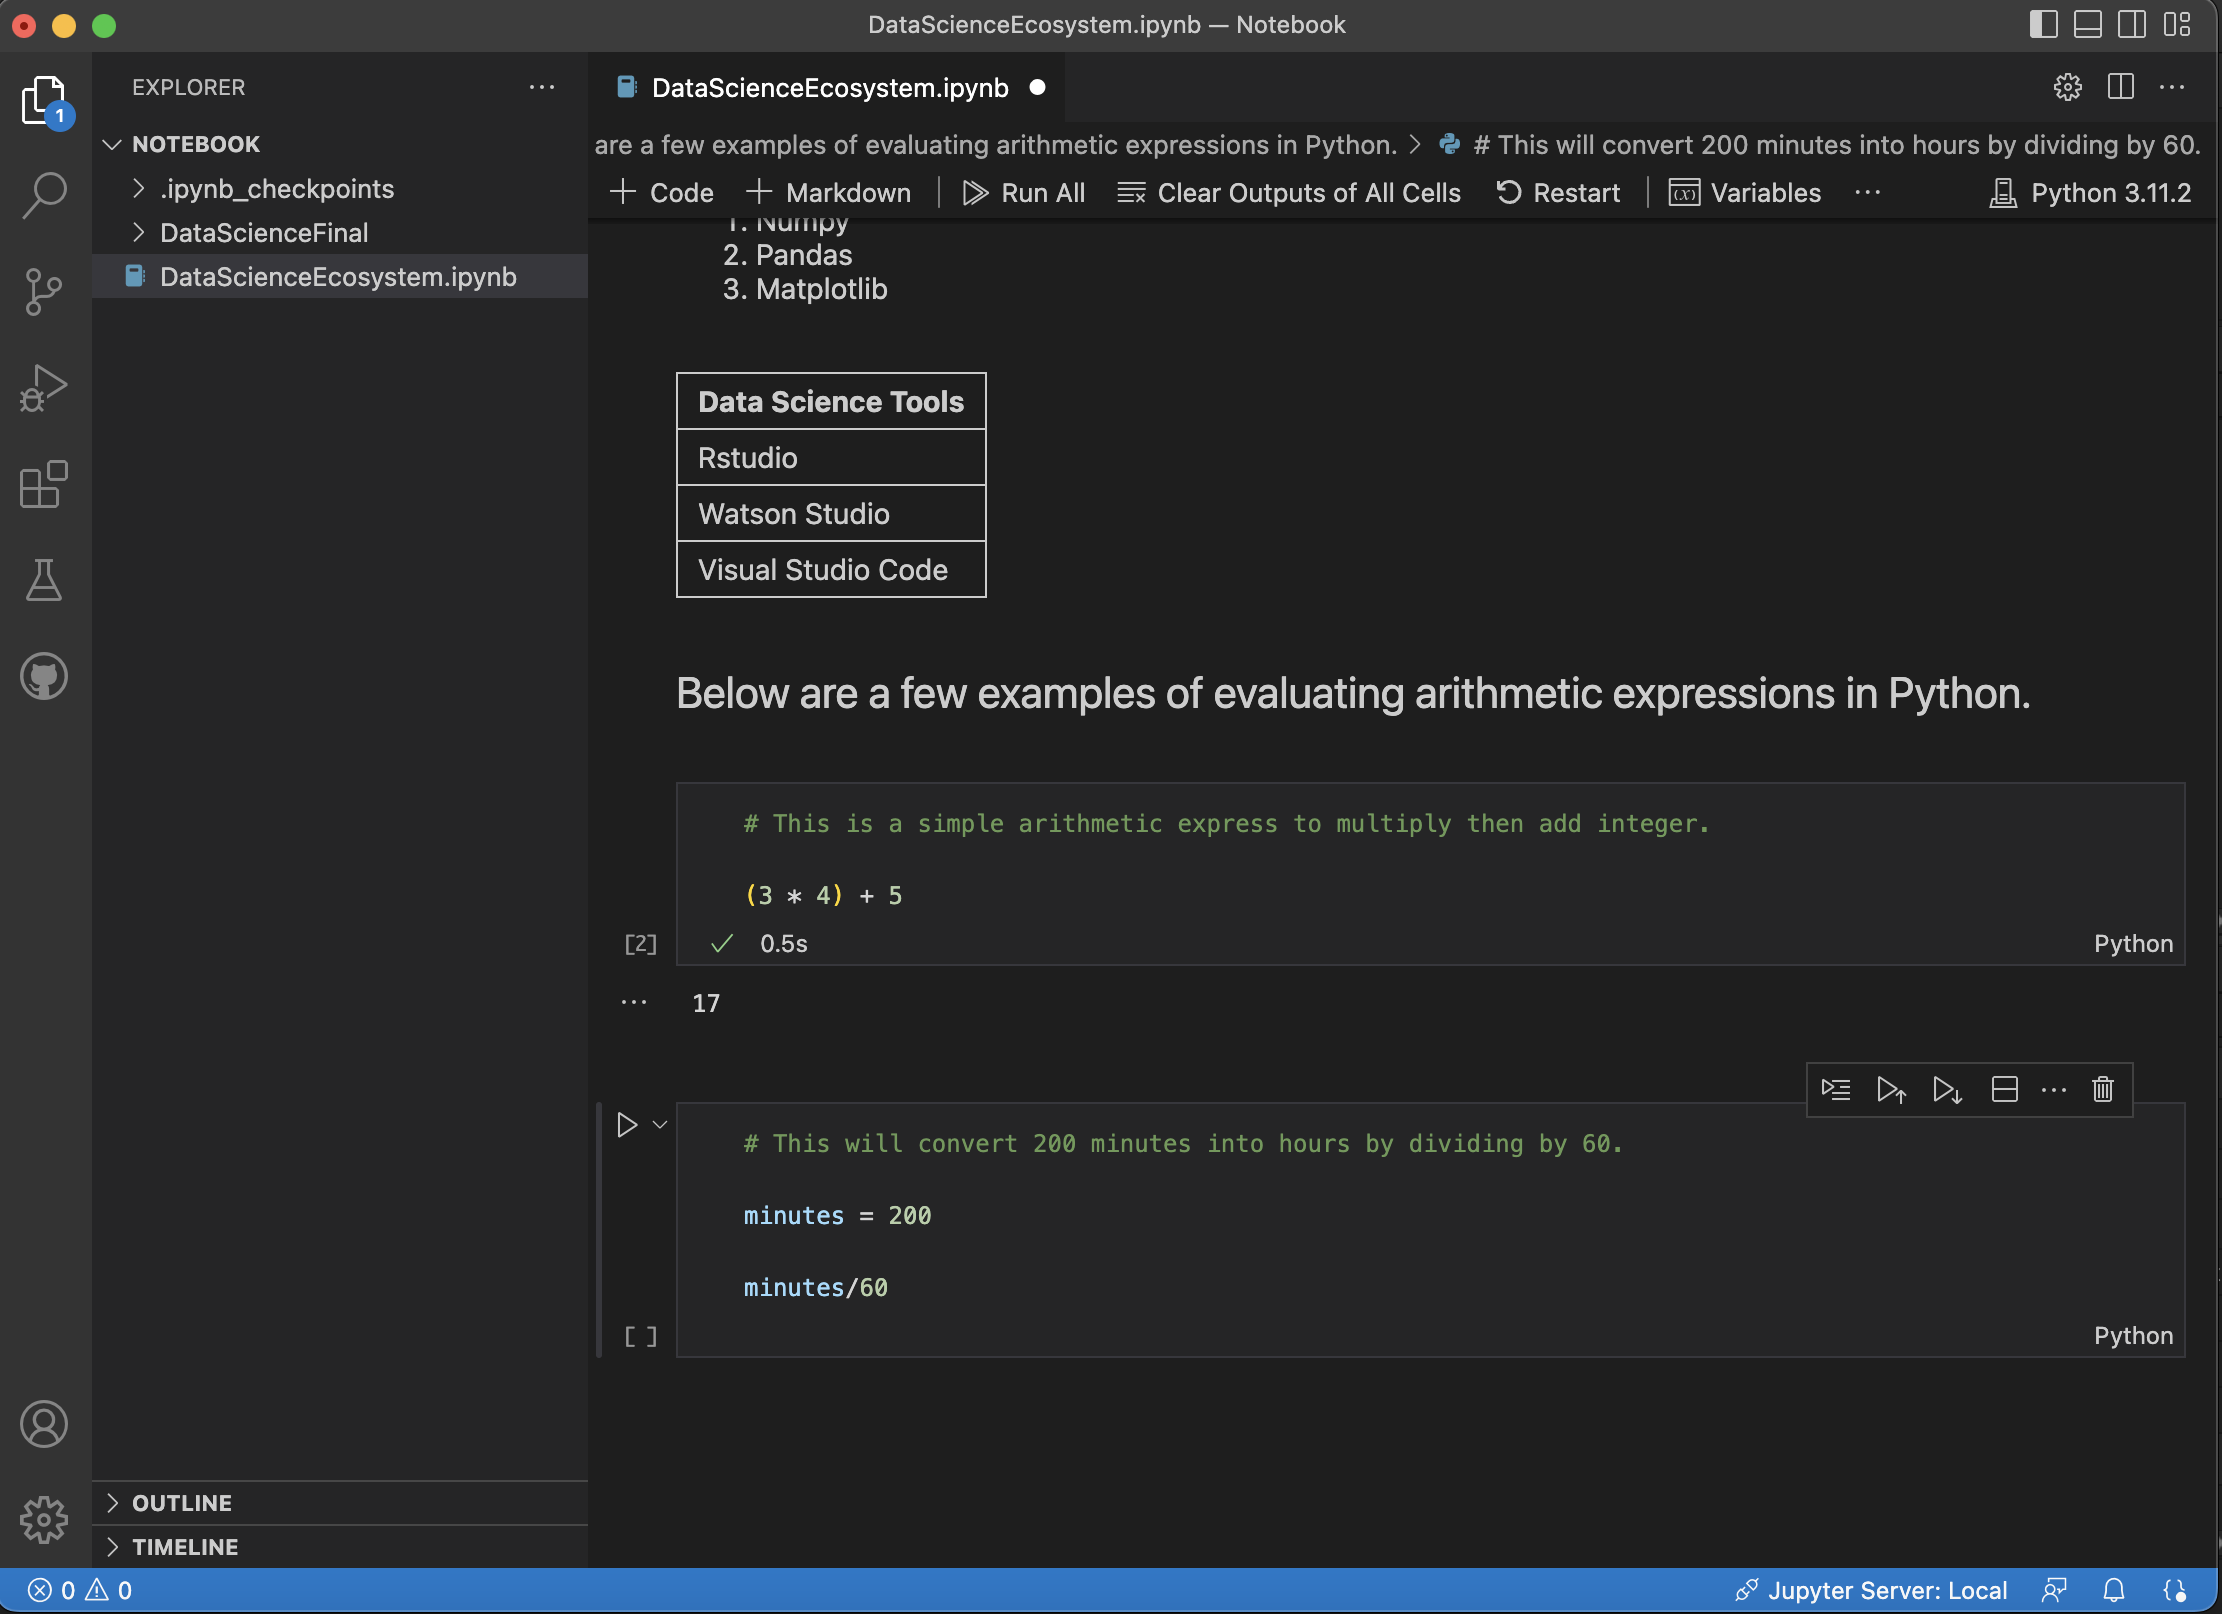 DataScienceEcosystem.ipynb — Notebook
EXPLORER
DataScienceEcosystem.ipynb
1
NOTEBOOK
are a few examples of evaluating arithmetic expressions in Python. > # This will convert 200 minutes into hours by dividing by 60.
.ipynb_checkpoints
Code Markdown Run All Clear Outputs of All Cells Restart Variables Python 3.11.2
DataScienceFinal
DataScienceEcosystem.ipynb
1. Numpy
2. Pandas
3. Matplotlib
Data Science Tools
Rstudio
Watson Studio
Visual Studio Code
Below are a few examples of evaluating arithmetic expressions in Python.
# This is a simple arithmetic express to multiply then add integer.
(3 * 4) + 5
[2] 0.5s Python
17
# This will convert 200 minutes into hours by dividing by 60.
minutes = 200
minutes/60
[ ] Python
OUTLINE
TIMELINE
0 0 Jupyter Server: Local